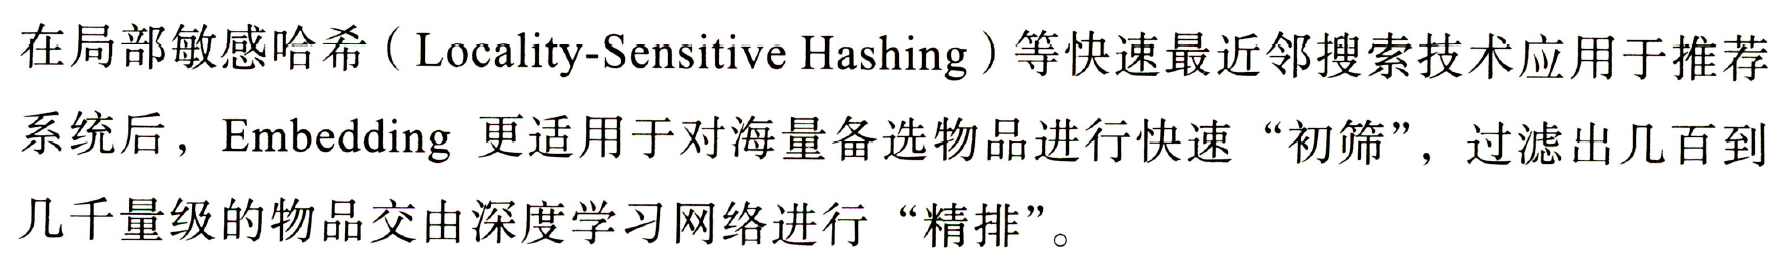 在局部敏感哈希（Locality-Sensitive Hashing）等快速最近邻搜索技术应用于推荐
系统后，Embedding 更适用于对海量备选物品进行快速“初筛”，过滤出几百到
几千量级的物品交由深度学习网络进行“精排”。